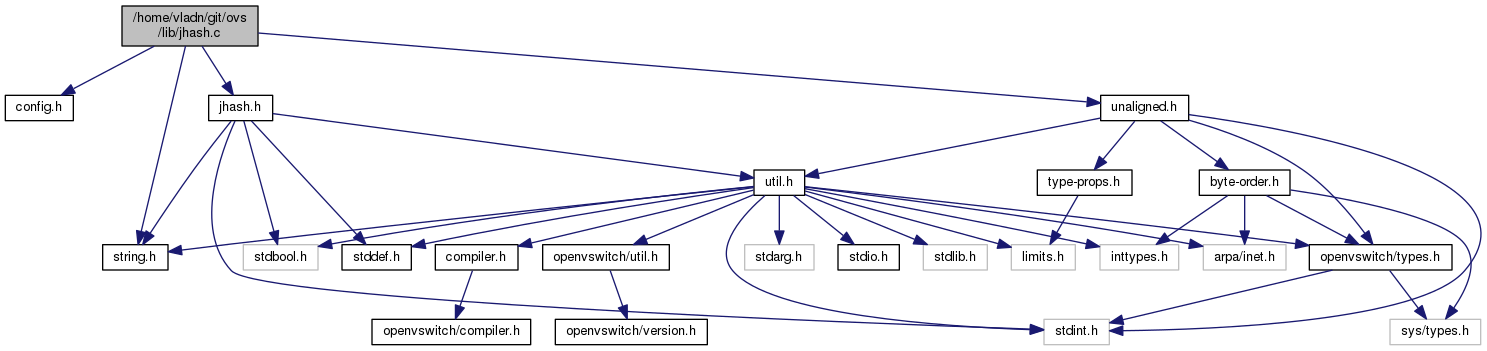 /home/vladn/git/ovs
/lib/jhash.c
config.h
jhash.h
unaligned.h
util.h
type-props.h
byte-order.h
string.h
stdbool.h
stddef.h
compiler.h
openvswitch/util.h
stdarg.h
stdio.h
stdlib.h
limits.h
inttypes.h
arpa/inet.h
openvswitch/types.h
openvswitch/compiler.h
openvswitch/version.h
stdint.h
sys/types.h